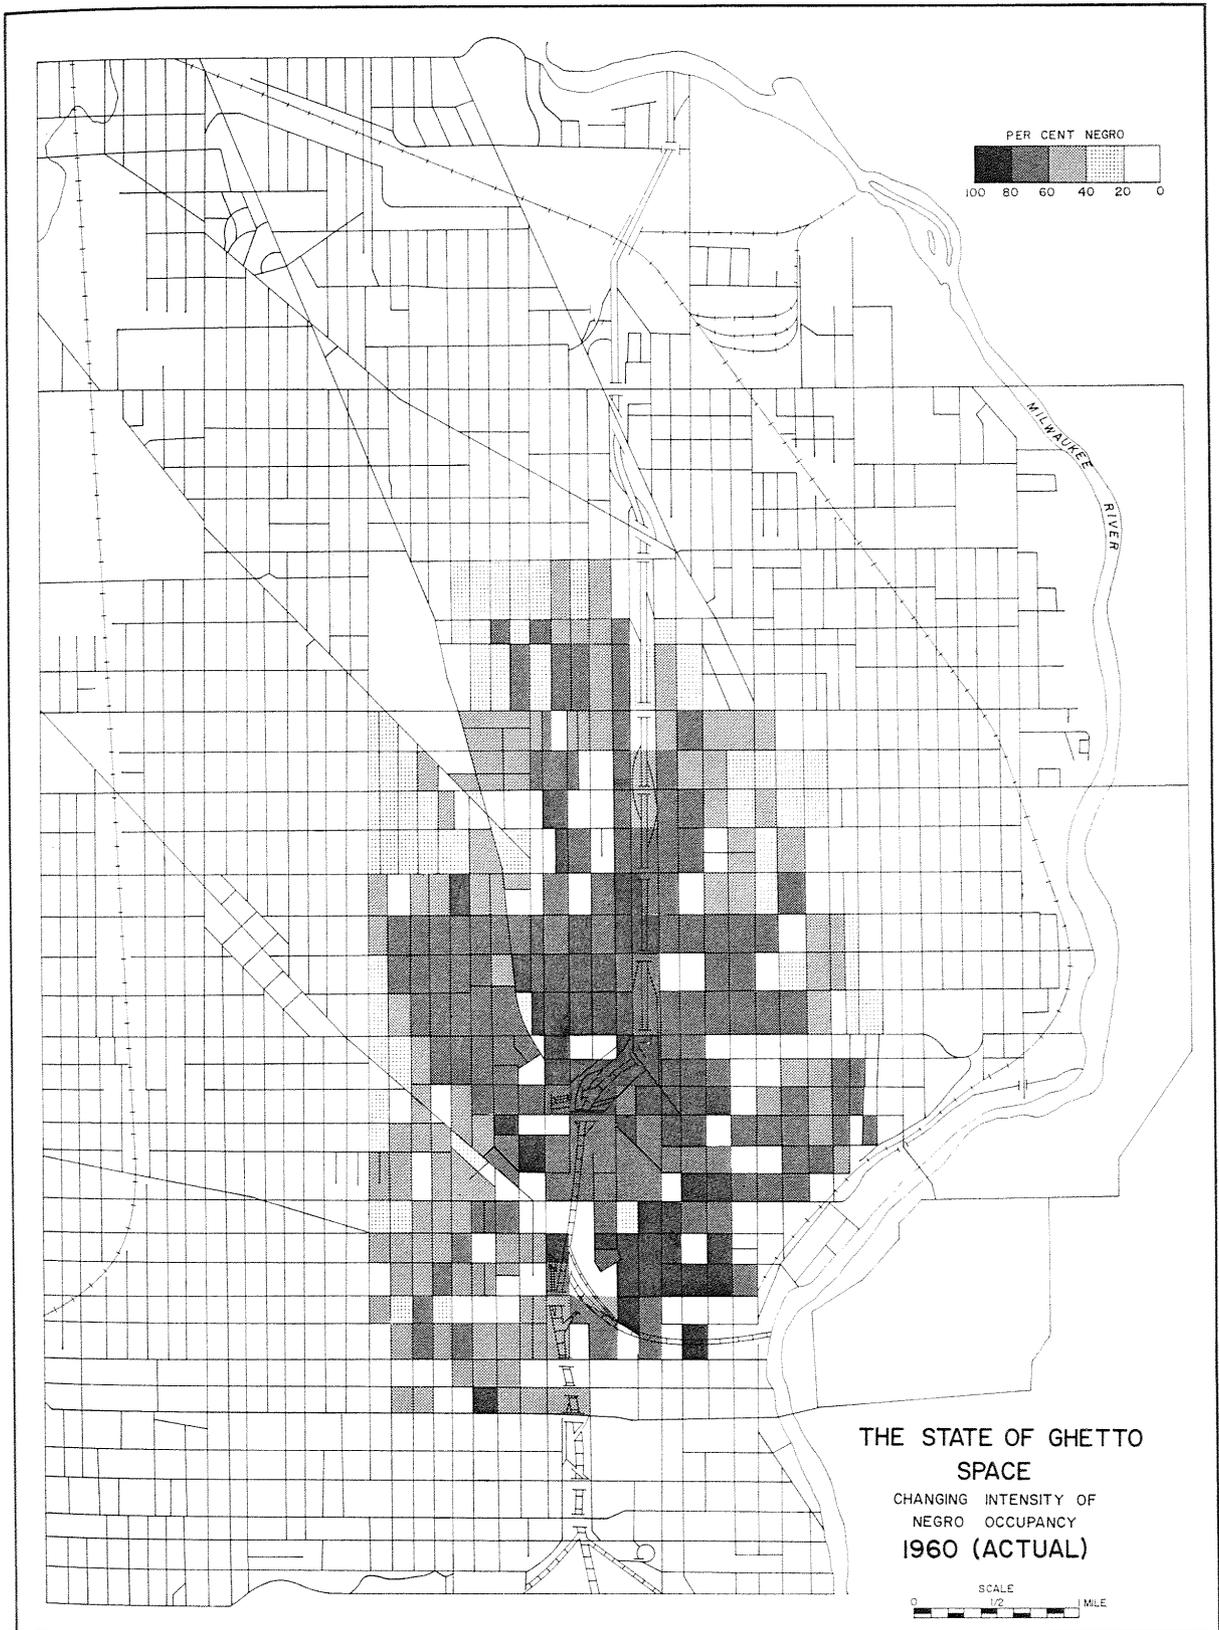 PER CENT NEGRO
100 80 60 40 20 0
MILWAUKEE
RIVER
THE STATE OF GHETTO
SPACE
CHANGING INTENSITY OF
NEGRO OCCUPANCY
1960 (ACTUAL)
SCALE
0 1/2 1 MILE